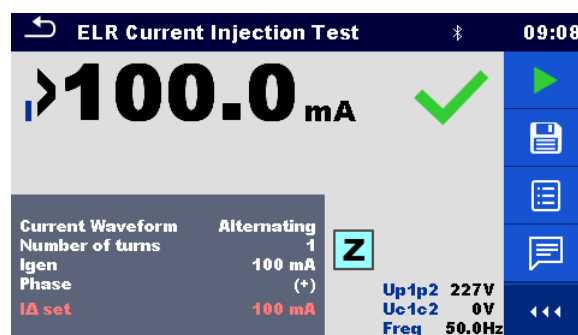 ELR Current Injection Test 09:08
I>100.0 mA
Current Waveform Alternating
Number of turns 1
Igen 100 mA
Phase (+)
IΔ set 100 mA
Z
Up1p2 227V
Uc1c2 0V
Freq 50.0Hz